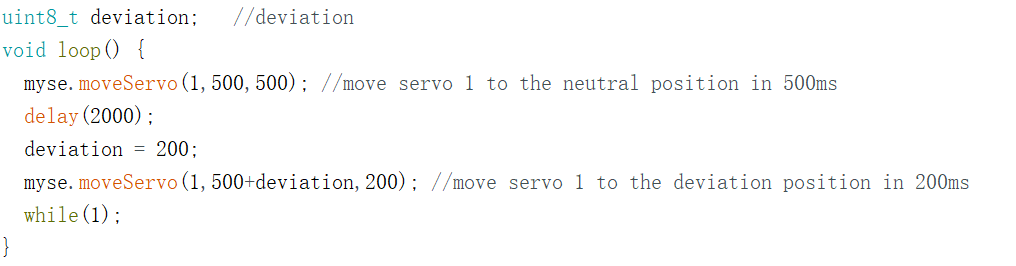 uint8_t deviation;   //deviation
void loop() {
  myse.moveServo(1,500,500); //move servo 1 to the neutral position in 500ms
  delay(2000);
  deviation = 200;
  myse.moveServo(1,500+deviation,200); //move servo 1 to the deviation position in 200ms
  while(1);
}